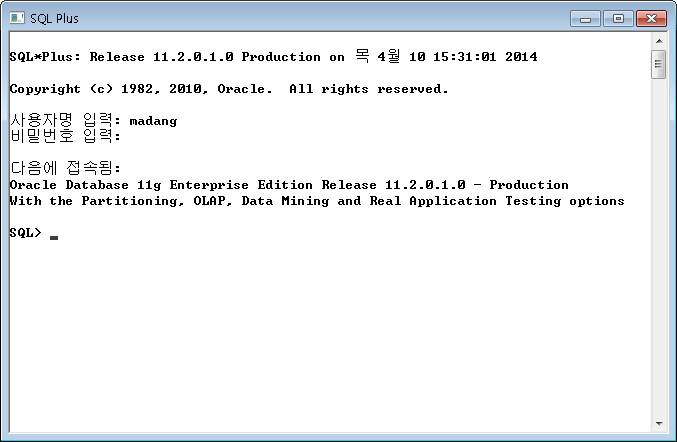 SQL Plus
SQL*Plus: Release 11.2.0.1.0 Production on 목 4월 10 15:31:01 2014
Copyright (c) 1982, 2010, Oracle.  All rights reserved.
사용자명 입력: madang
비밀번호 입력:
다음에 접속됨:
Oracle Database 11g Enterprise Edition Release 11.2.0.1.0 - Production
With the Partitioning, OLAP, Data Mining and Real Application Testing options
SQL> _